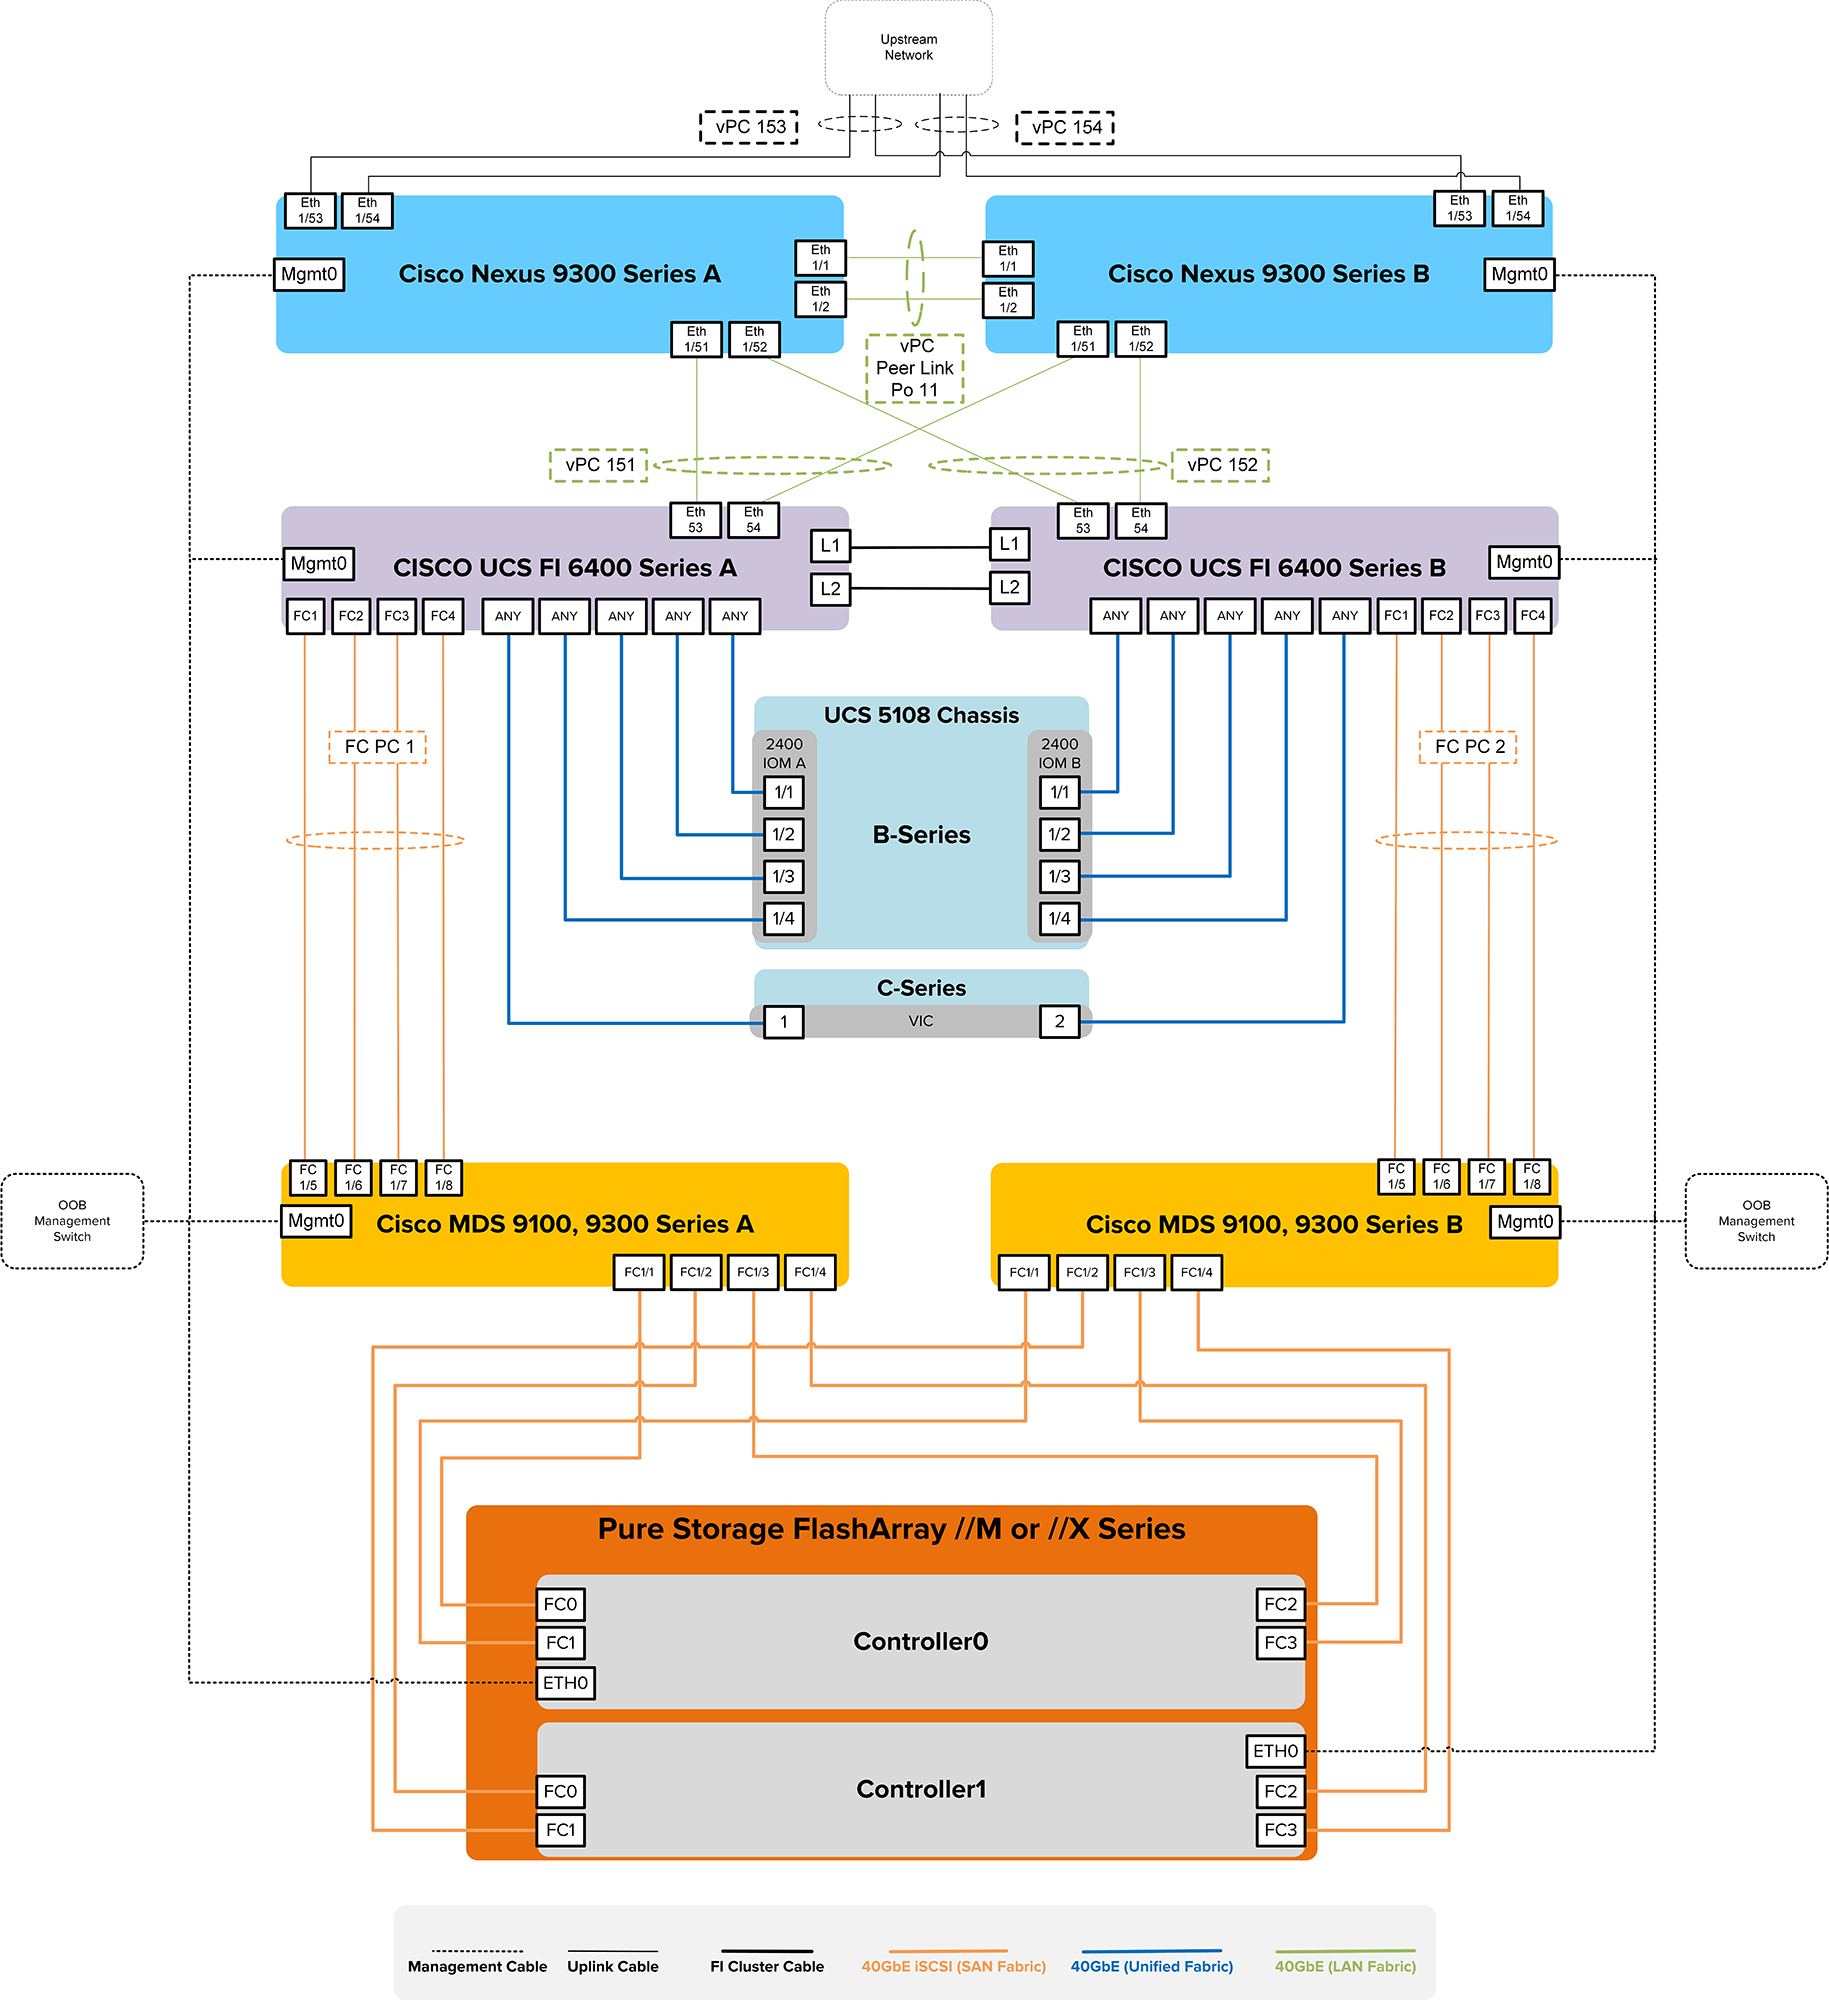 Upstream
Network
vPC 153
vPC 154
Eth
1/53
Eth
1/54
Eth
1/53
Eth
1/54
Mgmt0
Cisco Nexus 9300 Series A
Eth
1/1
Eth
1/2
Eth
1/1
Eth
1/2
Cisco Nexus 9300 Series B
Mgmt0
Eth
1/51
Eth
1/52
vPC
Peer Link
Po 11
Eth
1/51
Eth
1/52
vPC 151
vPC 152
Eth
53
Eth
54
Eth
53
Eth
54
Mgmt0
CISCO UCS FI 6400 Series A
L1
L2
L1
L2
CISCO UCS FI 6400 Series B
Mgmt0
FC1
FC2
FC3
FC4
ANY
ANY
ANY
ANY
ANY
ANY
ANY
ANY
ANY
ANY
FC1
FC2
FC3
FC4
UCS 5108 Chassis
FC PC 1
2400
IOM A
2400
IOM B
FC PC 2
1/1
1/2
1/3
1/4
B-Series
1/1
1/2
1/3
1/4
C-Series
1
VIC
2
FC
1/5
FC
1/6
FC
1/7
FC
1/8
FC
1/5
FC
1/6
FC
1/7
FC
1/8
OOB
Management
Switch
Mgmt0
Cisco MDS 9100, 9300 Series A
Cisco MDS 9100, 9300 Series B
Mgmt0
OOB
Management
Switch
FC1/1
FC1/2
FC1/3
FC1/4
FC1/1
FC1/2
FC1/3
FC1/4
Pure Storage FlashArray //M or //X Series
FC0
FC1
ETH0
Controller0
FC2
FC3
ETH0
FC0
FC1
Controller1
FC2
FC3
Management Cable
Uplink Cable
FI Cluster Cable
40GbE iSCSI (SAN Fabric)
40GbE (Unified Fabric)
40GbE (LAN Fabric)